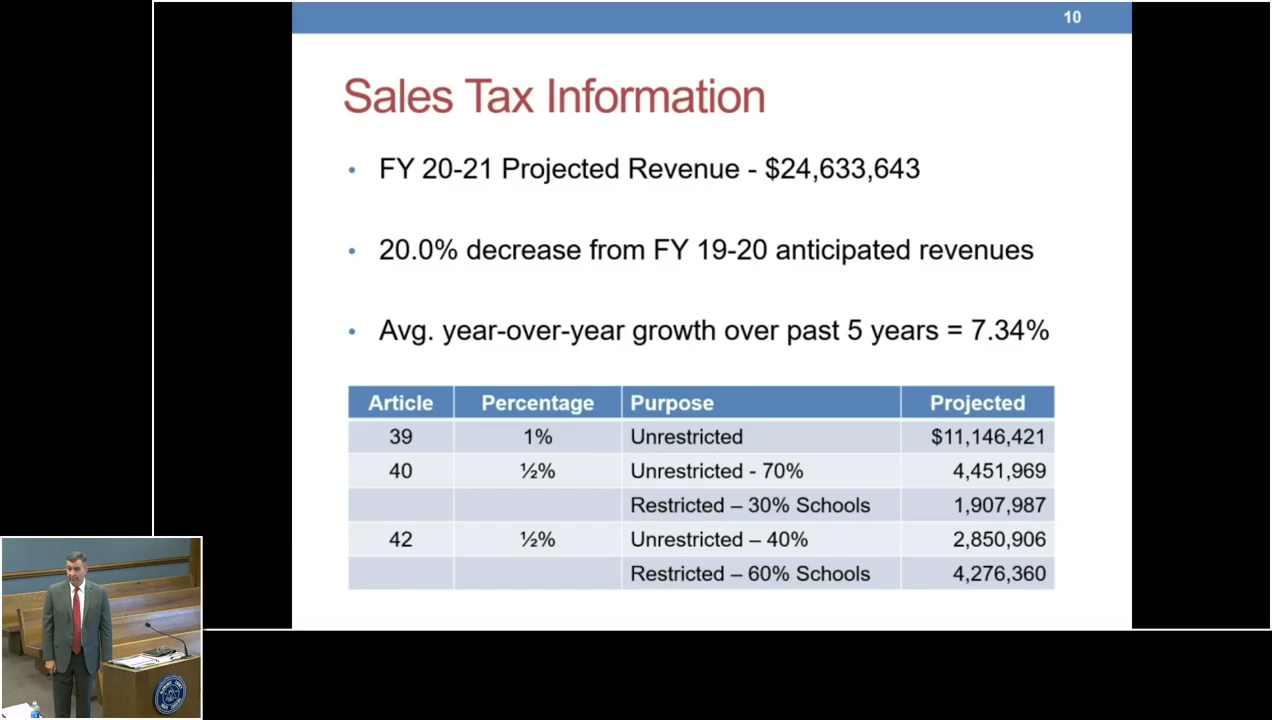 10
Sales Tax Information
• FY 20-21 Projected Revenue - $24,633,643
• 20.0% decrease from FY 19-20 anticipated revenues
• Avg. year-over-year growth over past 5 years = 7.34%
Article Percentage Purpose Projected
39 1% Unrestricted $11,146,421
40 ½% Unrestricted - 70% 4,451,969
Restricted – 30% Schools 1,907,987
42 ½% Unrestricted – 40% 2,850,906
Restricted – 60% Schools 4,276,360